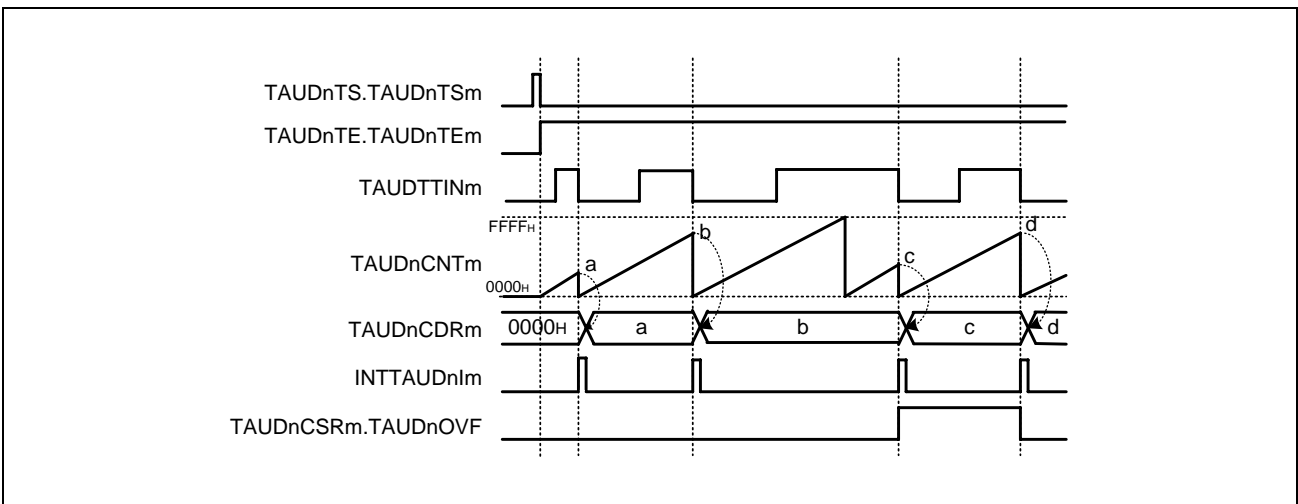 TAUDnTS.TAUDnTSm
TAUDnTE.TAUDnTEm
TAUDTTINm
FFFFH
TAUDnCNTm
a b c d
0000H
TAUDnCDRm 0000H a b c d
INTTAUDnIm
TAUDnCSRm.TAUDnOVF